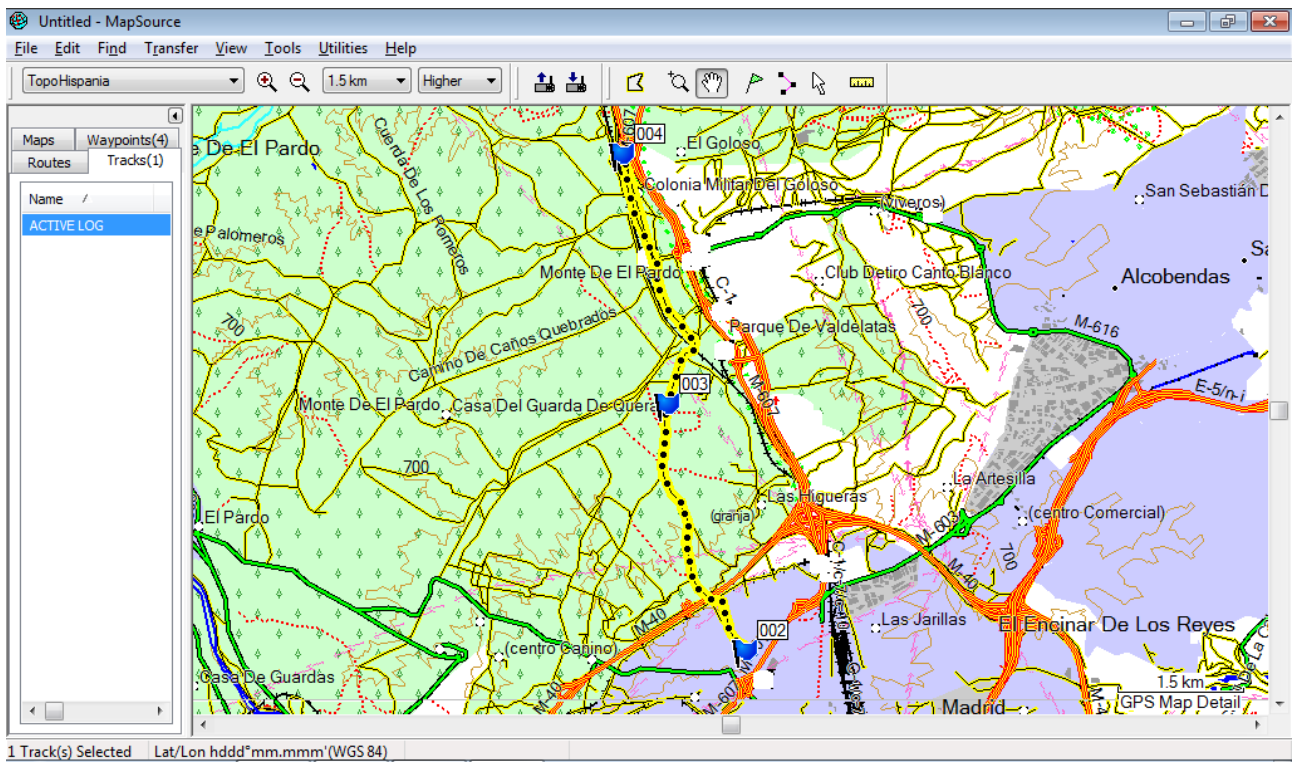 Untitled - MapSource
File Edit Find Transfer View Tools Utilities Help
TopoHispania 1.5 km Higher
Maps Waypoints(4)
Routes Tracks(1)
Name
ACTIVE LOG
004
El Goloso
De El Pardo
Cuerda De Los Romeros
Colonia Militar Del Goloso
(viveros)
San Sebastián D
e Palomeros
Monte De El Pardo
C-1
Club Detiro Canto Blanco
Alcobendas
700
Camino De Caños Quebrados
Parque De Valdelatas
700
M-616
003
M-607
E-5/n-i
Monte De El Pardo
Casa Del Guarda De Quera
700
La Artesilla
Las Higueras
(granja)
El Pardo
M-603
(centro Comercial)
700
M-40
002
Las Jarillas
El Encinar De Los Reyes
M-40
(centro Canino)
Casa De Guardas
M-40
M-607
Madrid
1.5 km
GPS Map Detail
1 Track(s) Selected Lat/Lon hddd°mm.mmm'(WGS 84)